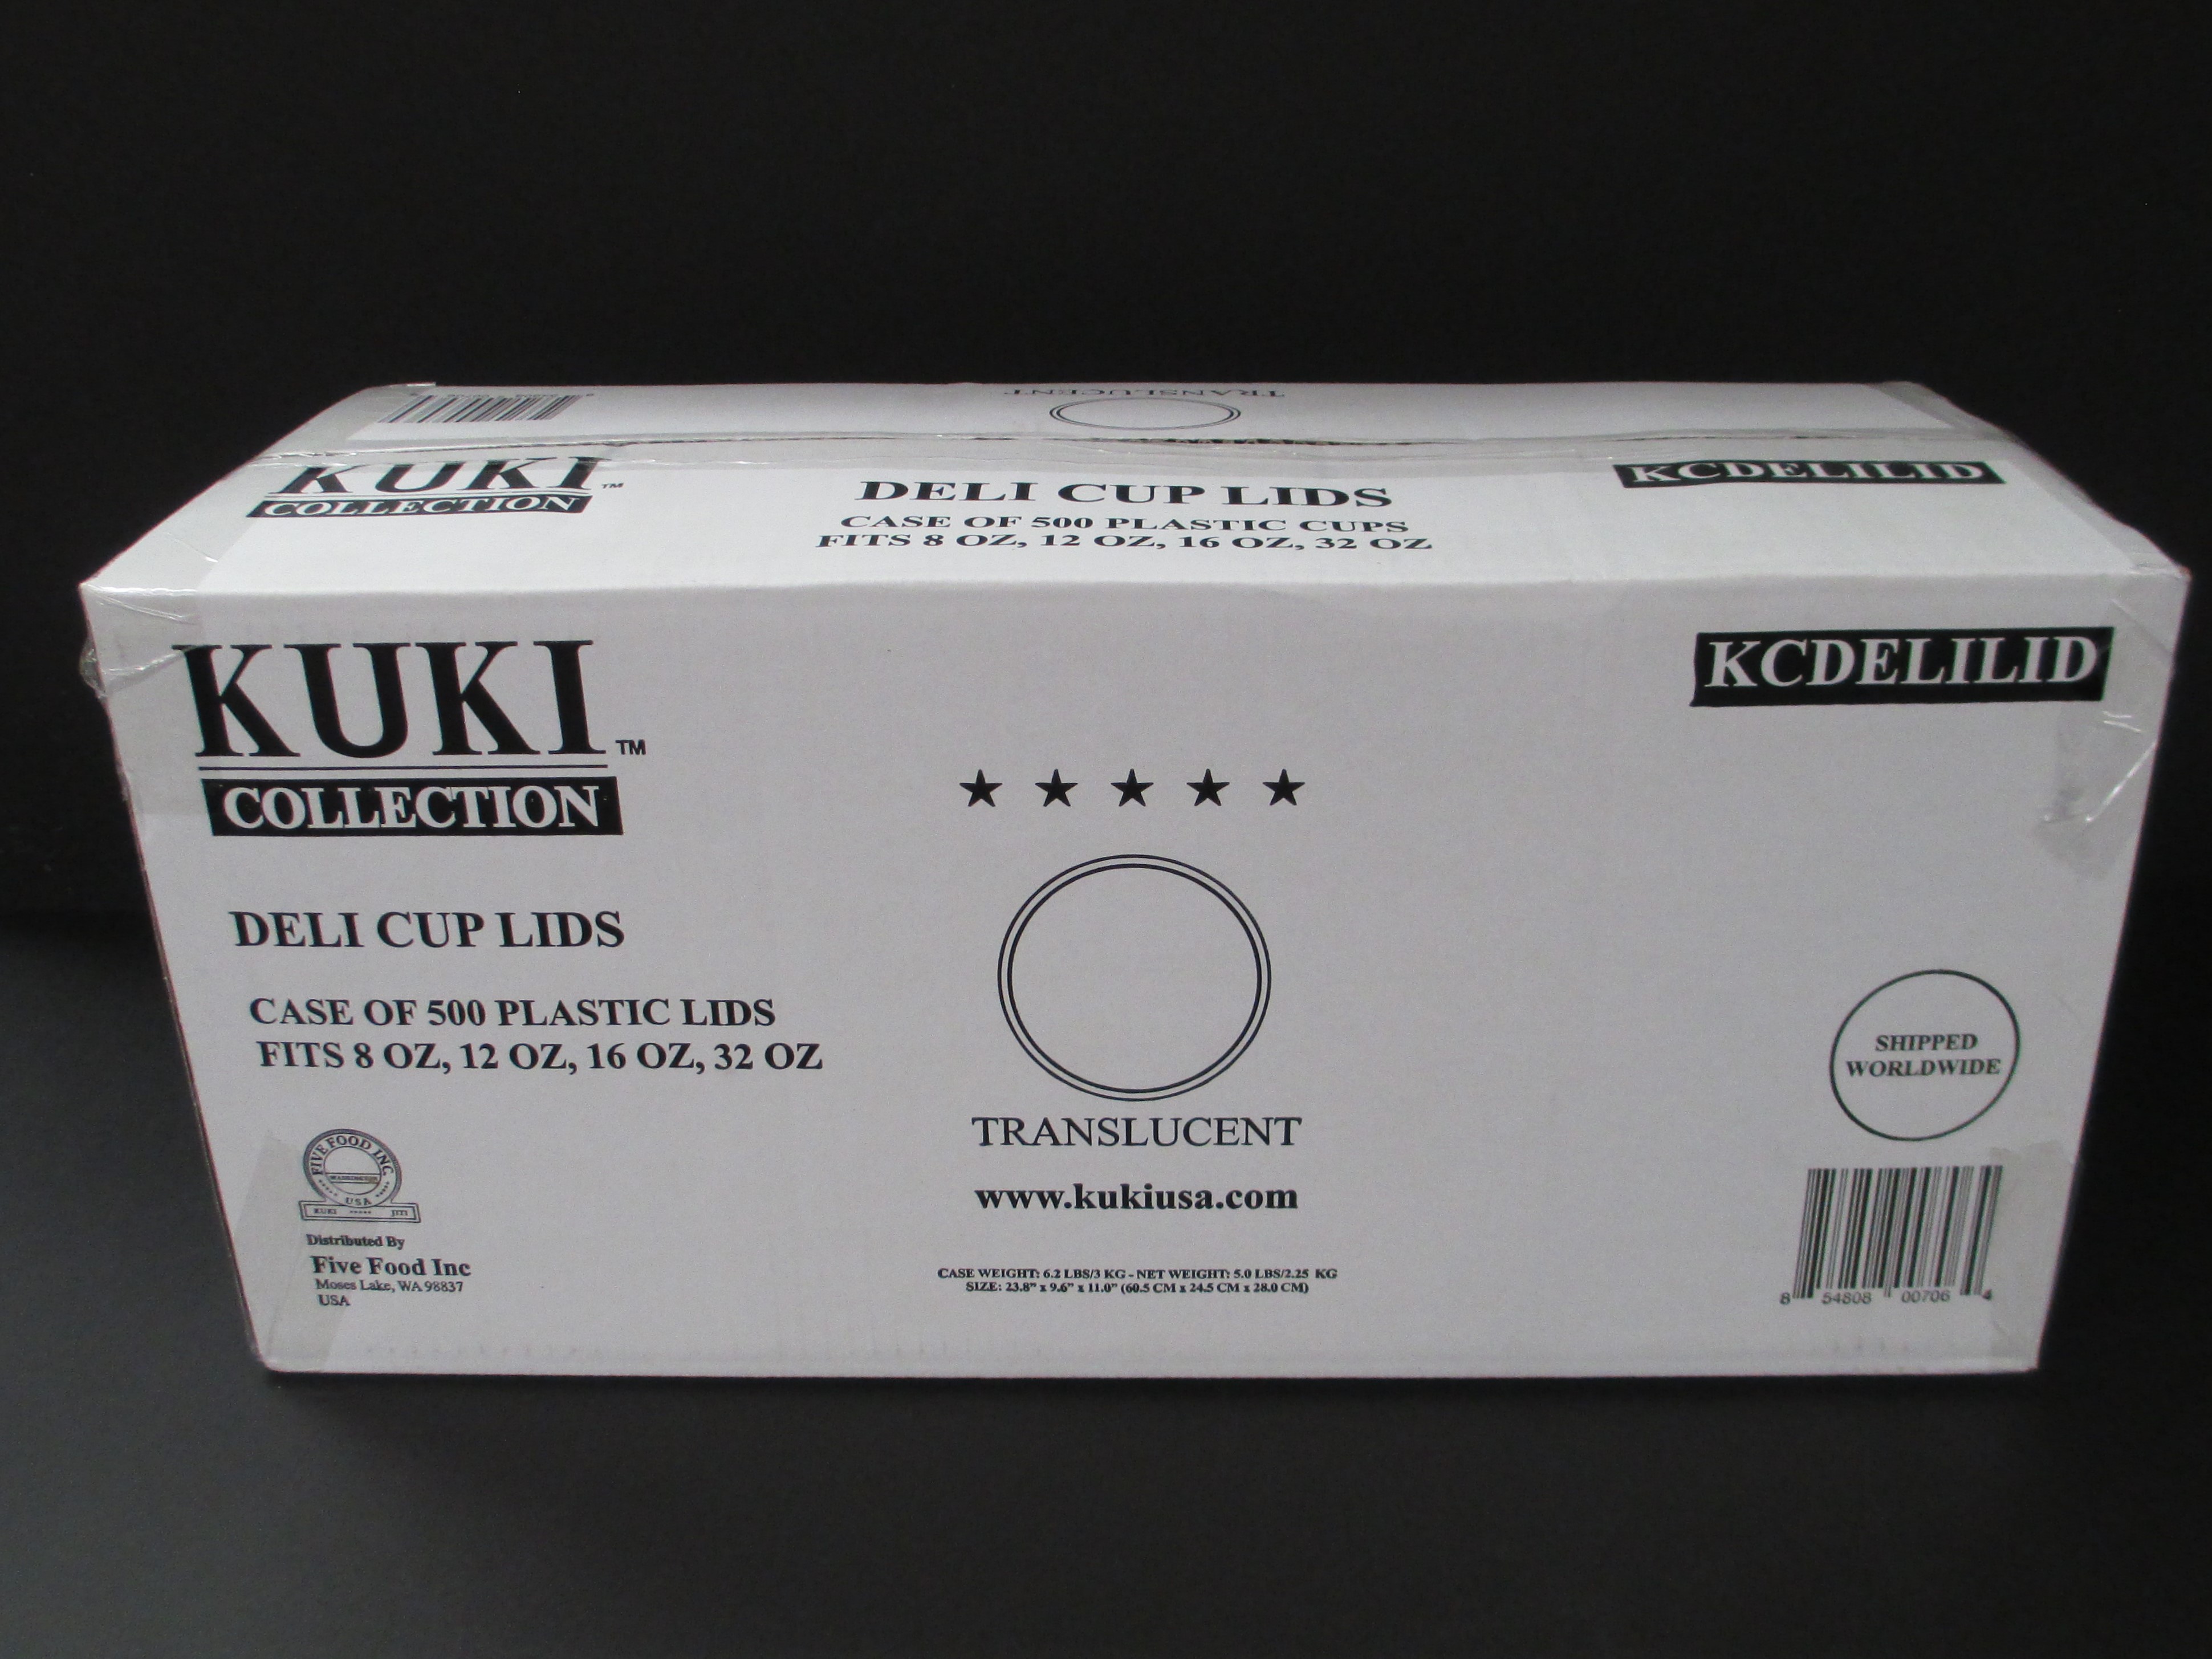 TRANSLUCENT
KUKI™
COLLECTION
DELI CUP LIDS
CASE OF 500 PLASTIC CUPS
FITS 8 OZ, 12 OZ, 16 OZ, 32 OZ
KCDELILID
KUKI™
COLLECTION
KCDELILID
DELI CUP LIDS
CASE OF 500 PLASTIC LIDS
FITS 8 OZ, 12 OZ, 16 OZ, 32 OZ
FIVE FOOD INC
WASHINGTON
USA
KUKI
Distributed By
Five Food Inc
Moses Lake, WA 98837
USA
TRANSLUCENT
www.kukiusa.com
CASE WEIGHT: 6.2 LBS/3 KG - NET WEIGHT: 5.0 LBS/2.25 KG
SIZE: 23.8" x 9.6" x 11.0" (60.5 CM x 24.5 CM x 28.0 CM)
SHIPPED
WORLDWIDE
8 54808 00706 4